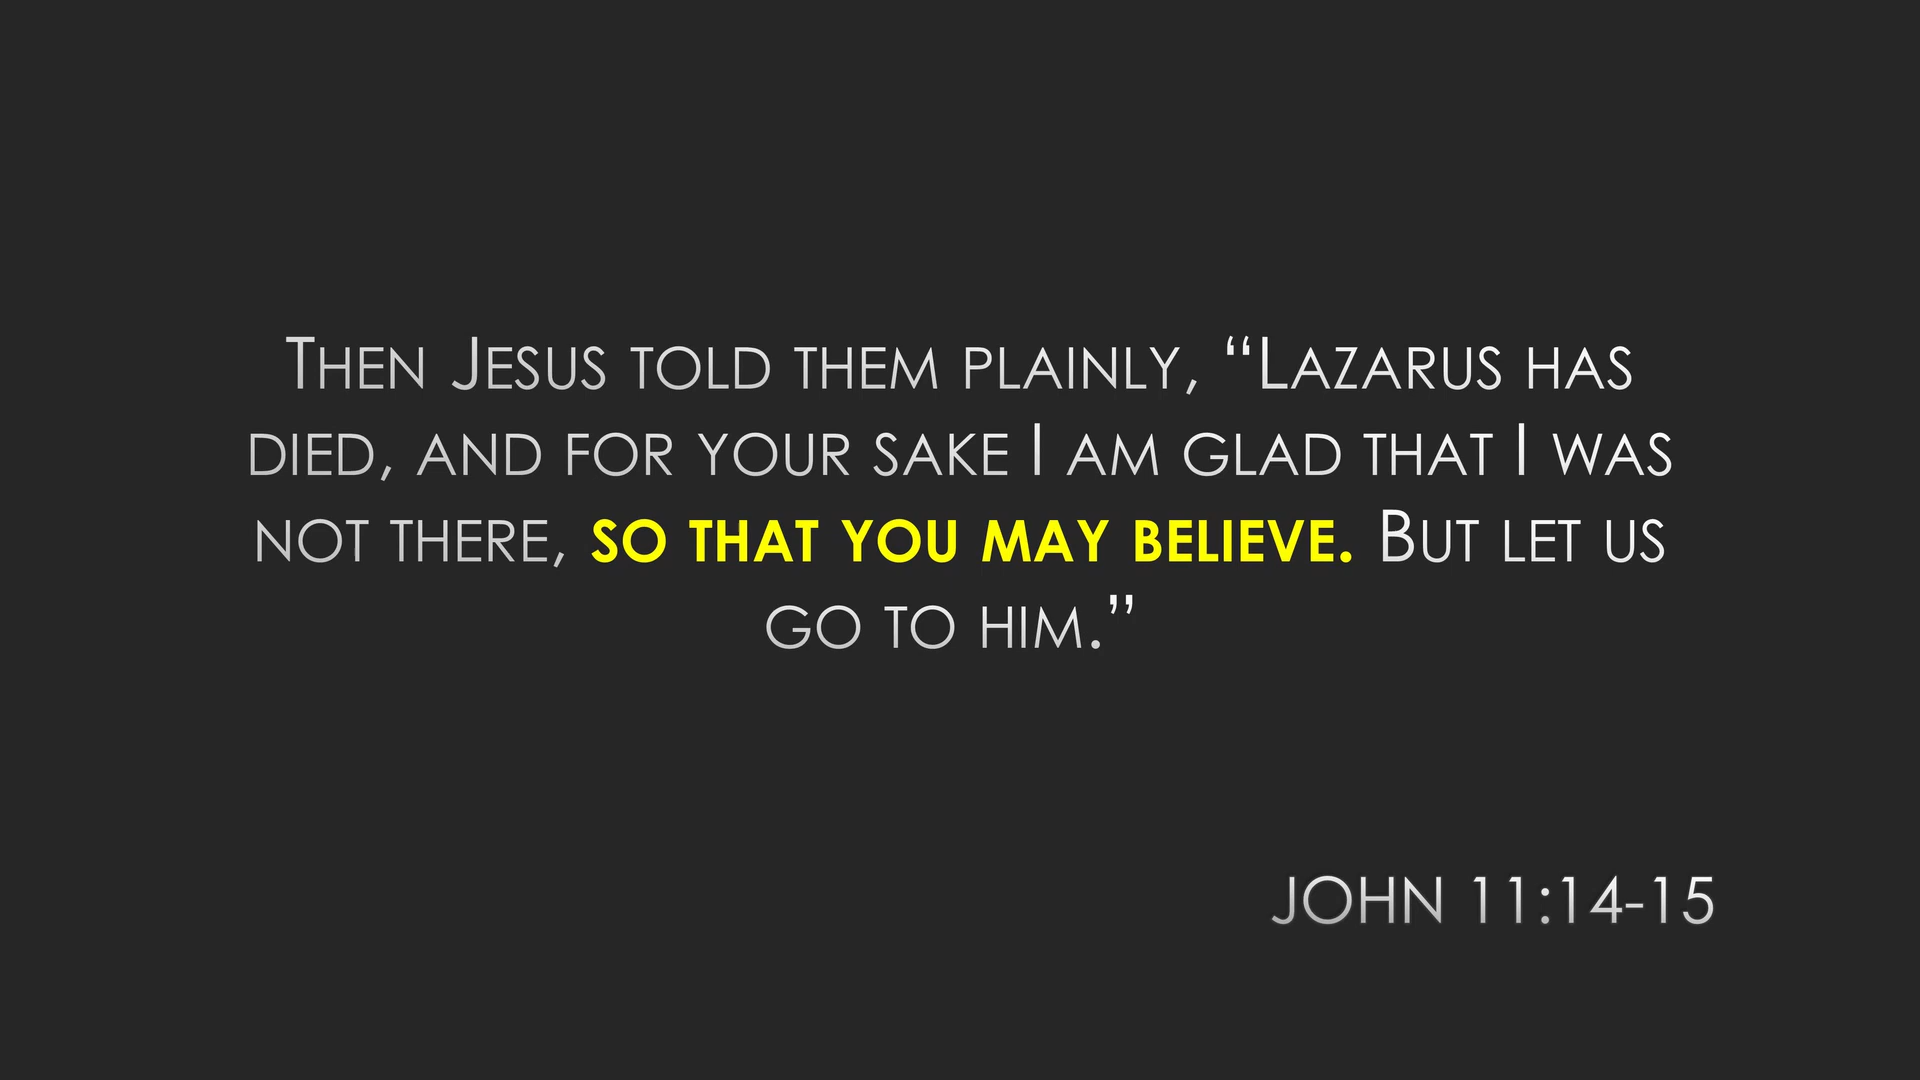 Then Jesus told them plainly, “Lazarus has
died, and for your sake I am glad that I was
not there, so that you may believe. But let us
go to him.”
JOHN 11:14-15